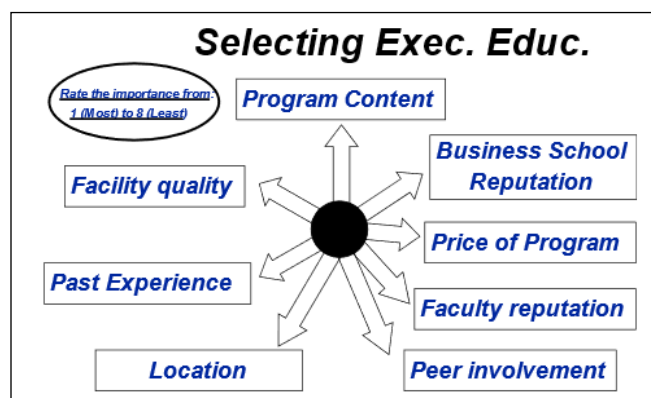 Selecting Exec. Educ.
Rate the importance from:
1 (Most) to 8 (Least)
Program Content
Business School
Reputation
Facility quality
Price of Program
Past Experience
Faculty reputation
Location
Peer involvement